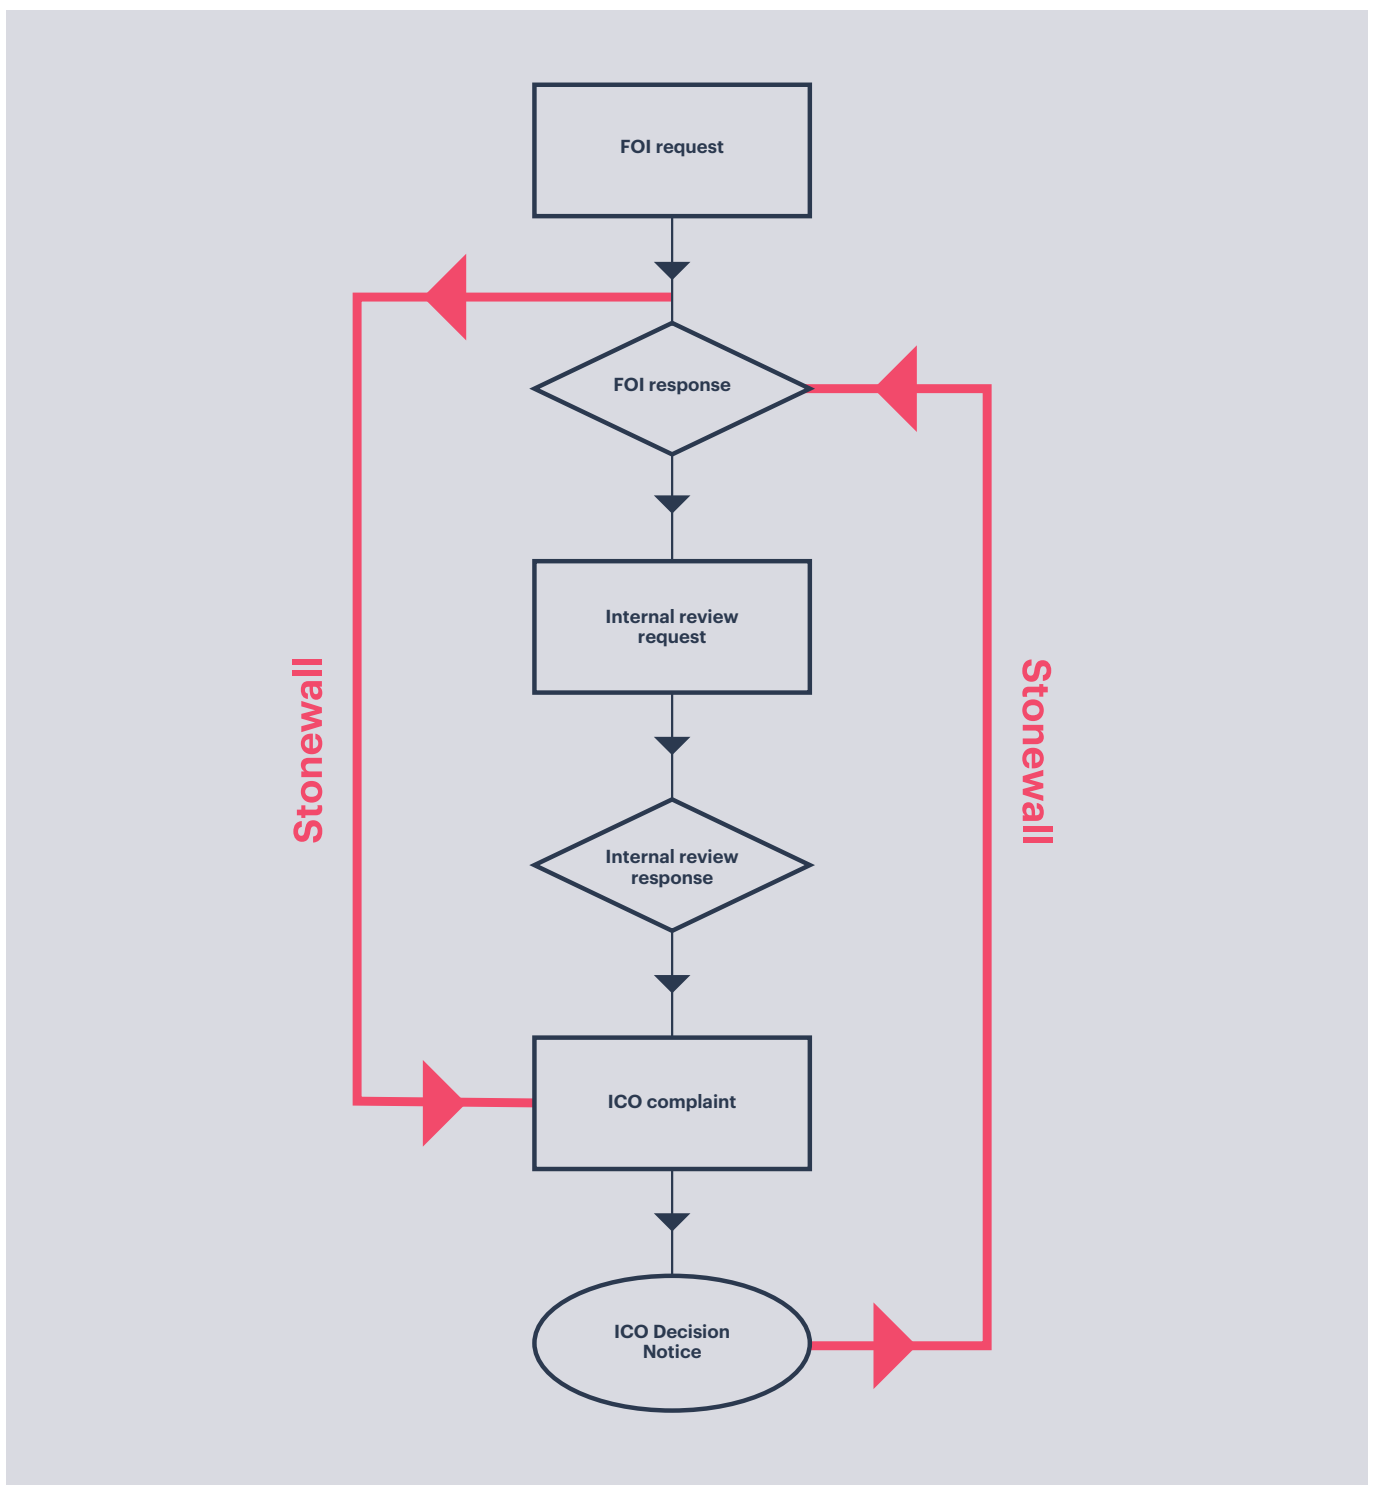 FOI request
FOI response
Internal review
request
Stonewall
Stonewall
Internal review
response
ICO complaint
ICO Decision
Notice